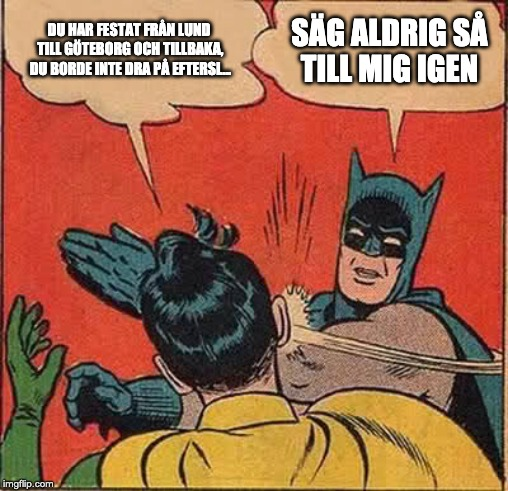 DU HAR FESTAT FRÅN LUND
TILL GÖTEBORG OCH TILLBAKA,
DU BORDE INTE DRA PÅ EFTERSL...
SÄG ALDRIG SÅ
TILL MIG IGEN
imgflip.com